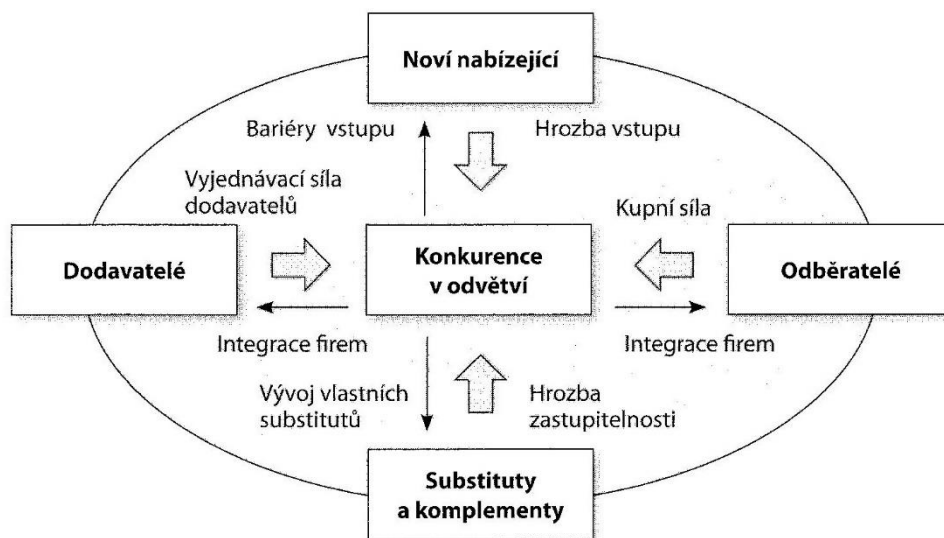 Noví nabízející
Bariéry vstupu
Hrozba vstupu
Vyjednávací síla
dodavatelů
Kupní síla
Dodavatelé
Konkurence
v odvětví
Odběratelé
Integrace firem
Integrace firem
Vývoj vlastních
substitutů
Hrozba
zastupitelnosti
Substituty
a komplementy